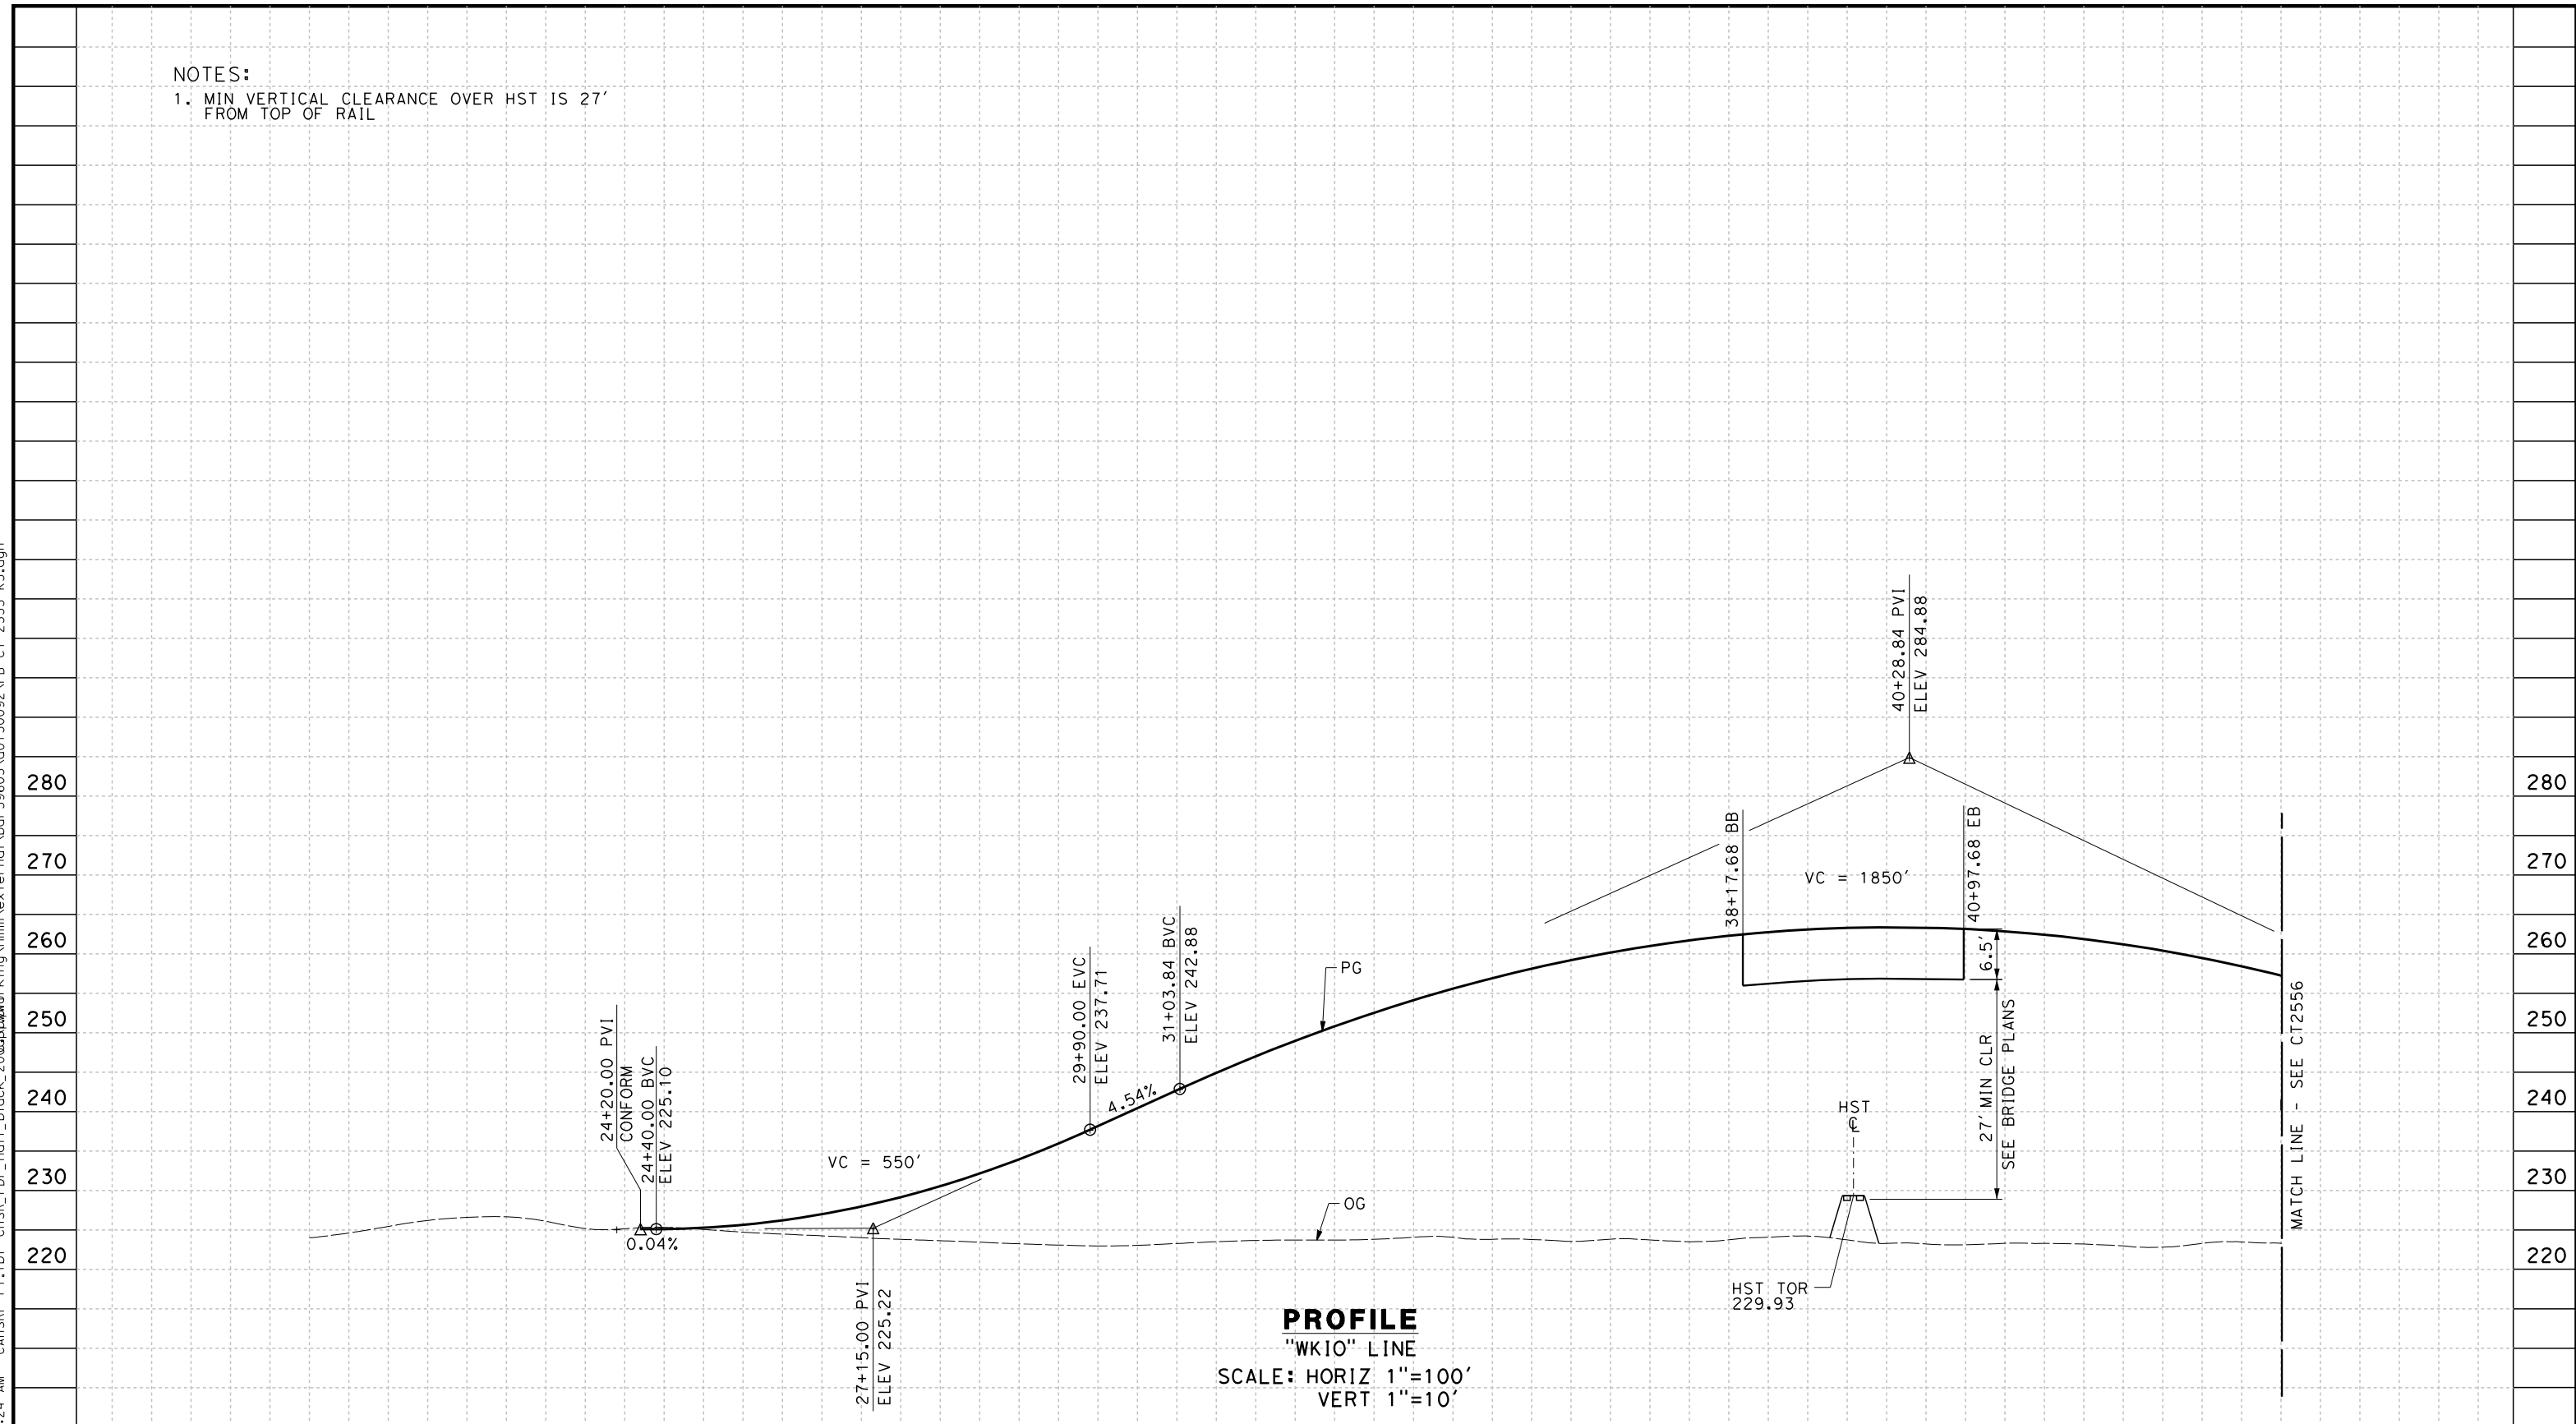 NOTES:
1. MIN VERTICAL CLEARANCE OVER HST IS 27'
FROM TOP OF RAIL
40+28.84 PVI
ELEV 284.88
280
280
270
270
260
260
250
250
240
240
230
230
220
220
38+17.68 BB
VC = 1850'
40+97.68 EB
6.5'
PG
31+03.84 BVC
ELEV 242.88
29+90.00 EVC
ELEV 237.71
4.54%
24+20.00 PVI
CONFORM
24+40.00 BVC
ELEV 225.10
VC = 550'
0.04%
27+15.00 PVI
ELEV 225.22
OG
HST
CL
27' MIN CLR
SEE BRIDGE PLANS
HST TOR
229.93
MATCH LINE - SEE CT2556
PROFILE
"WKIO" LINE
SCALE: HORIZ 1"=100'
VERT 1"=10'